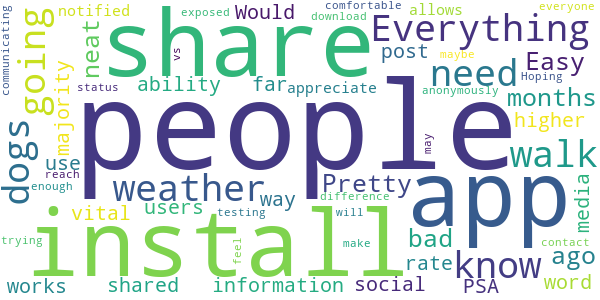 communicating
notified
exposed
Would
download
comfortable
allows
everyone
going
neat
share
vs
Everything
post
maybe
Easy
Hoping
majority
ability
far
appreciate
need
status
people
anonymously
months
dogs
use
reach
enough
weather
way
Pretty
may
walk
higher
vital
users
testing
difference
app
media
trying
install
feel
will
make
bad
ago
contact
rate
know
works
shared
information
social
PSA
word